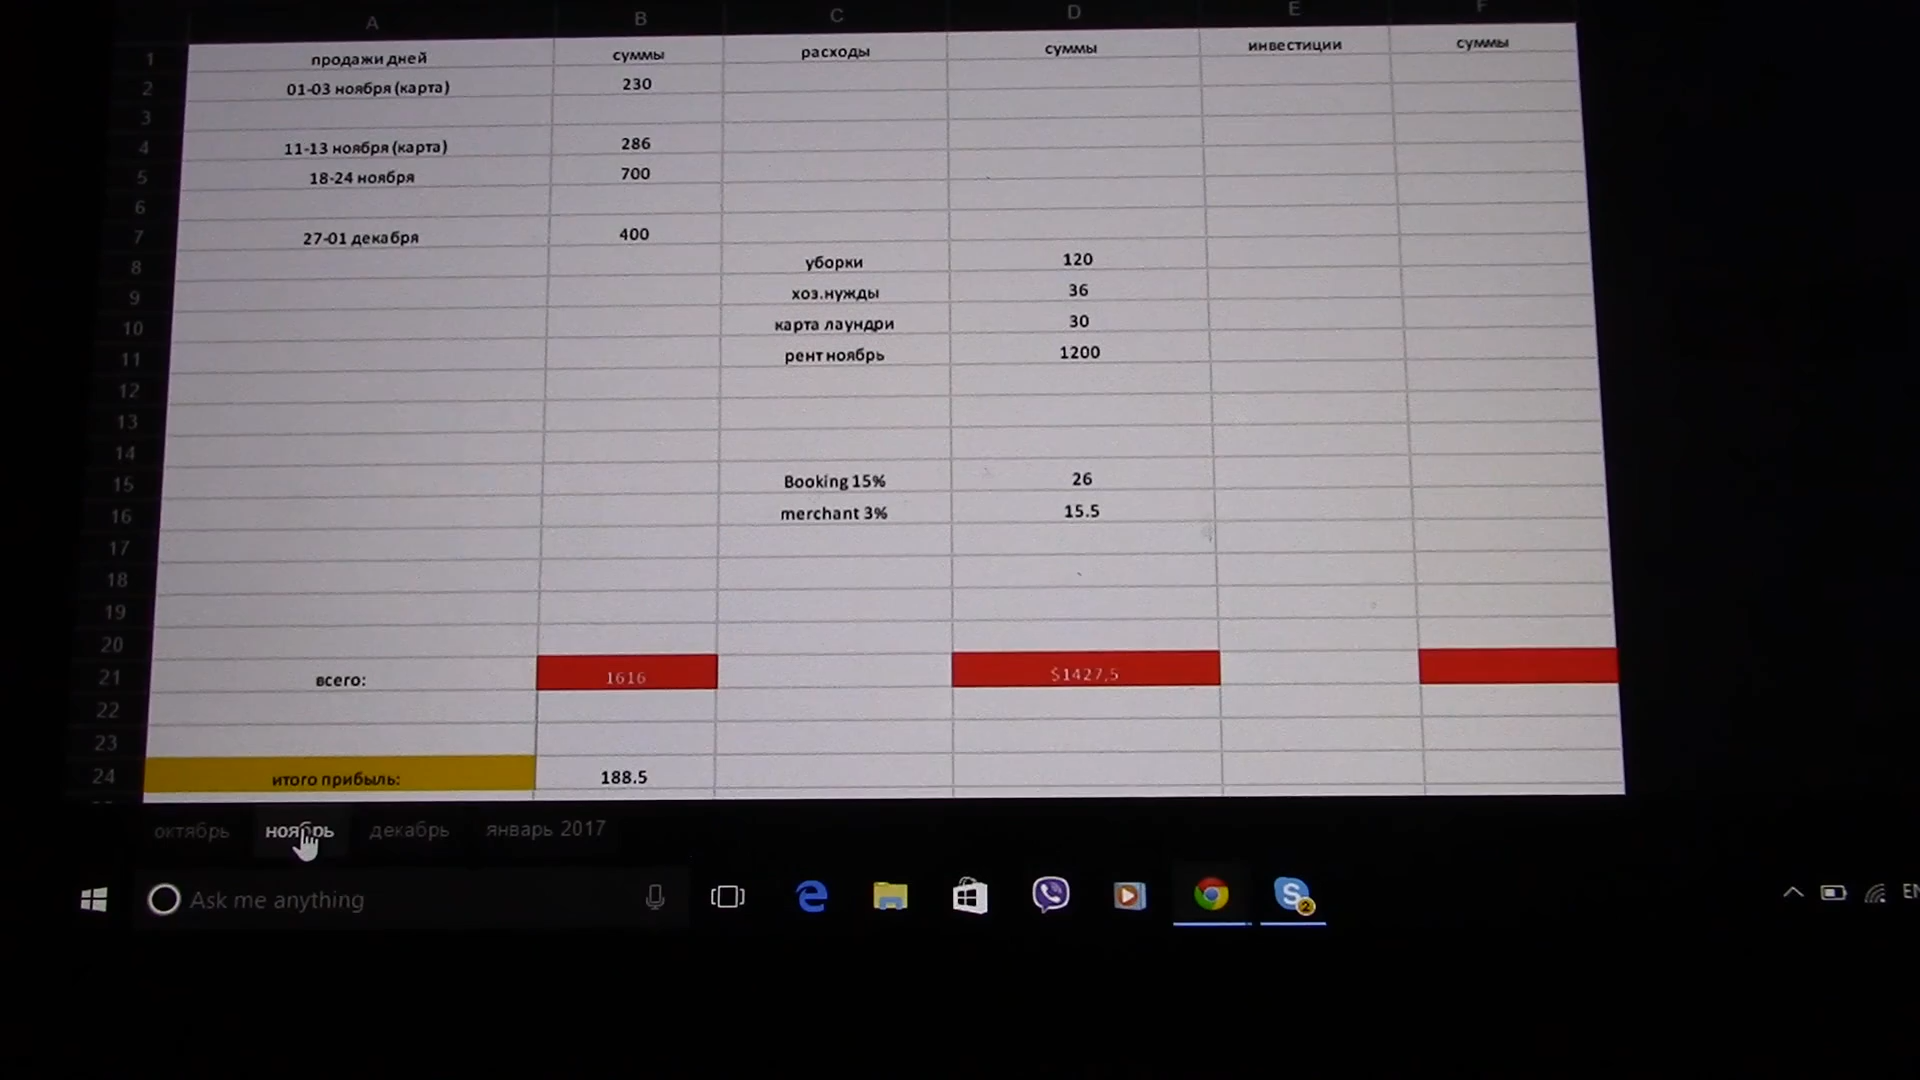 A B C D E F
1 продажи дней суммы расходы суммы инвестиции суммы
2 01-03 ноября (карта) 230
3
4 11-13 ноября (карта) 286
5 18-24 ноября 700
6
7 27-01 декабря 400
8 уборки 120
9 хоз.нужды 36
10 карта лаундри 30
11 рент ноябрь 1200
12
13
14
15 Booking 15% 26
16 merchant 3% 15.5
17
18
19
20
21 всего: 1616 $1427,5
22
23
24 итого прибыль: 188.5
октябрь ноябрь декабрь январь 2017
Ask me anything 2